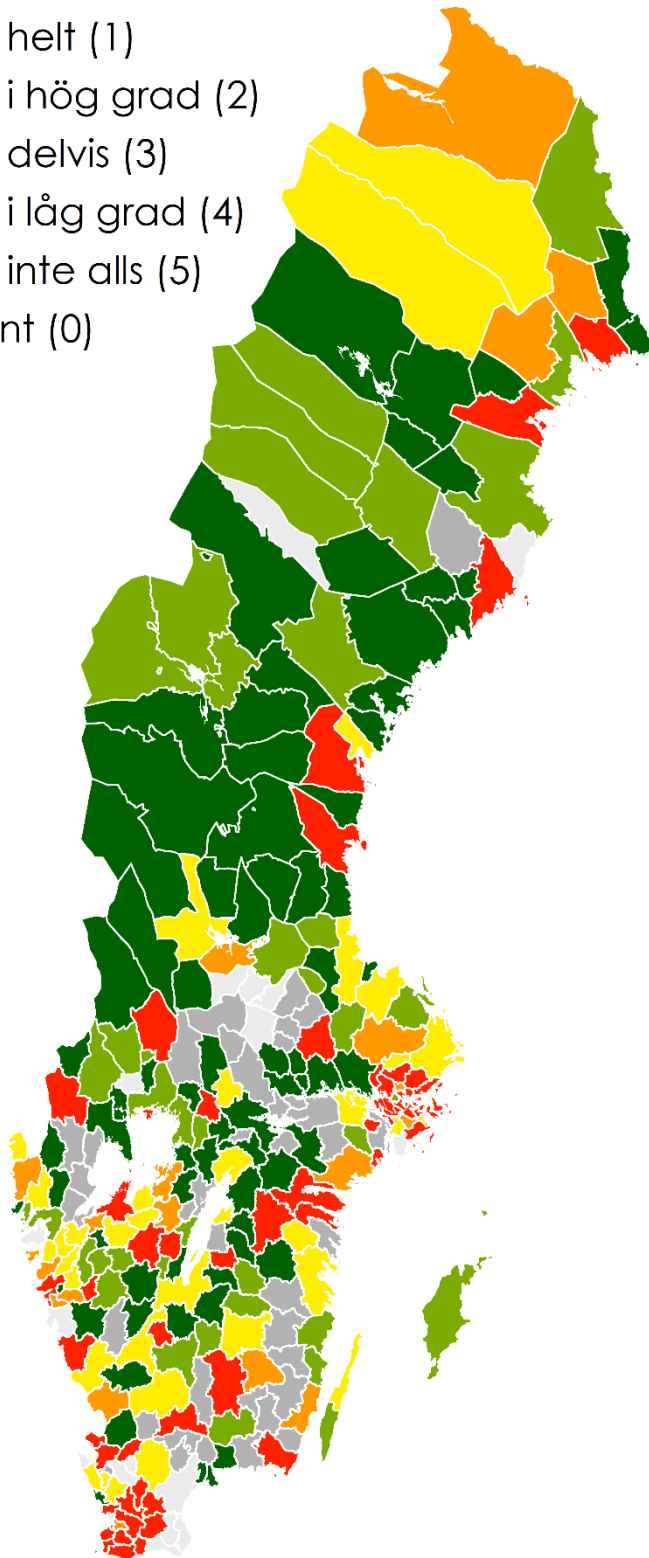 helt (1)
i hög grad (2)
delvis (3)
i låg grad (4)
inte alls (5)
nt (0)